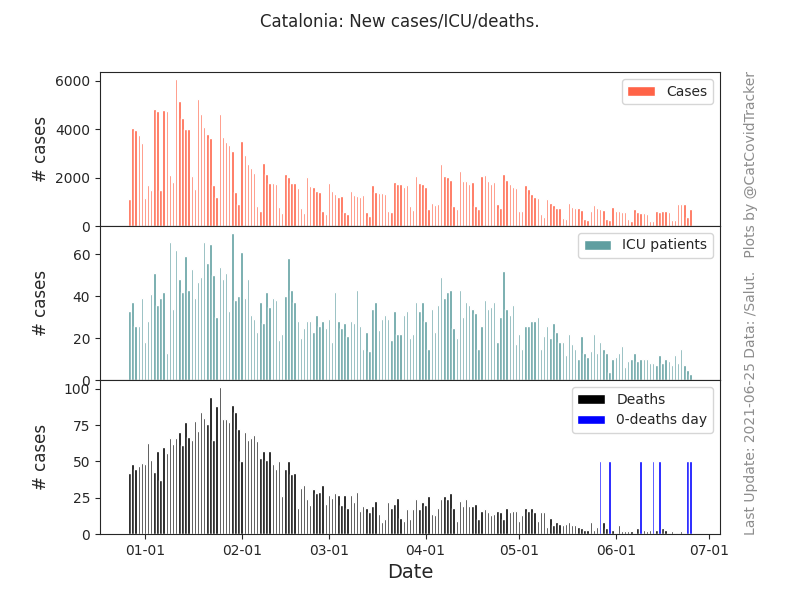 Catalonia: New cases/ICU/deaths.
6000
4000
2000
0
# cases
Cases
60
40
20
0
# cases
ICU patients
100
75
50
25
0
# cases
Deaths
0-deaths day
01-01
02-01
03-01
04-01
05-01
06-01
07-01
Date
Last Update: 2021-06-25 Data: /Salut.   Plots by @CatCovidTracker